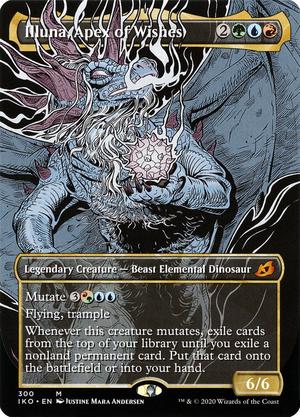 Illuna, Apex of Wishes 2
Legendary Creature — Beast Elemental Dinosaur
Mutate 3
Flying, trample
Whenever this creature mutates, exile cards
from the top of your library until you exile a
nonland permanent card. Put that card onto
the battlefield or into your hand.
6/6
300 M
IKO • EN Justine Mara Andersen
™ & © 2020 Wizards of the Coast